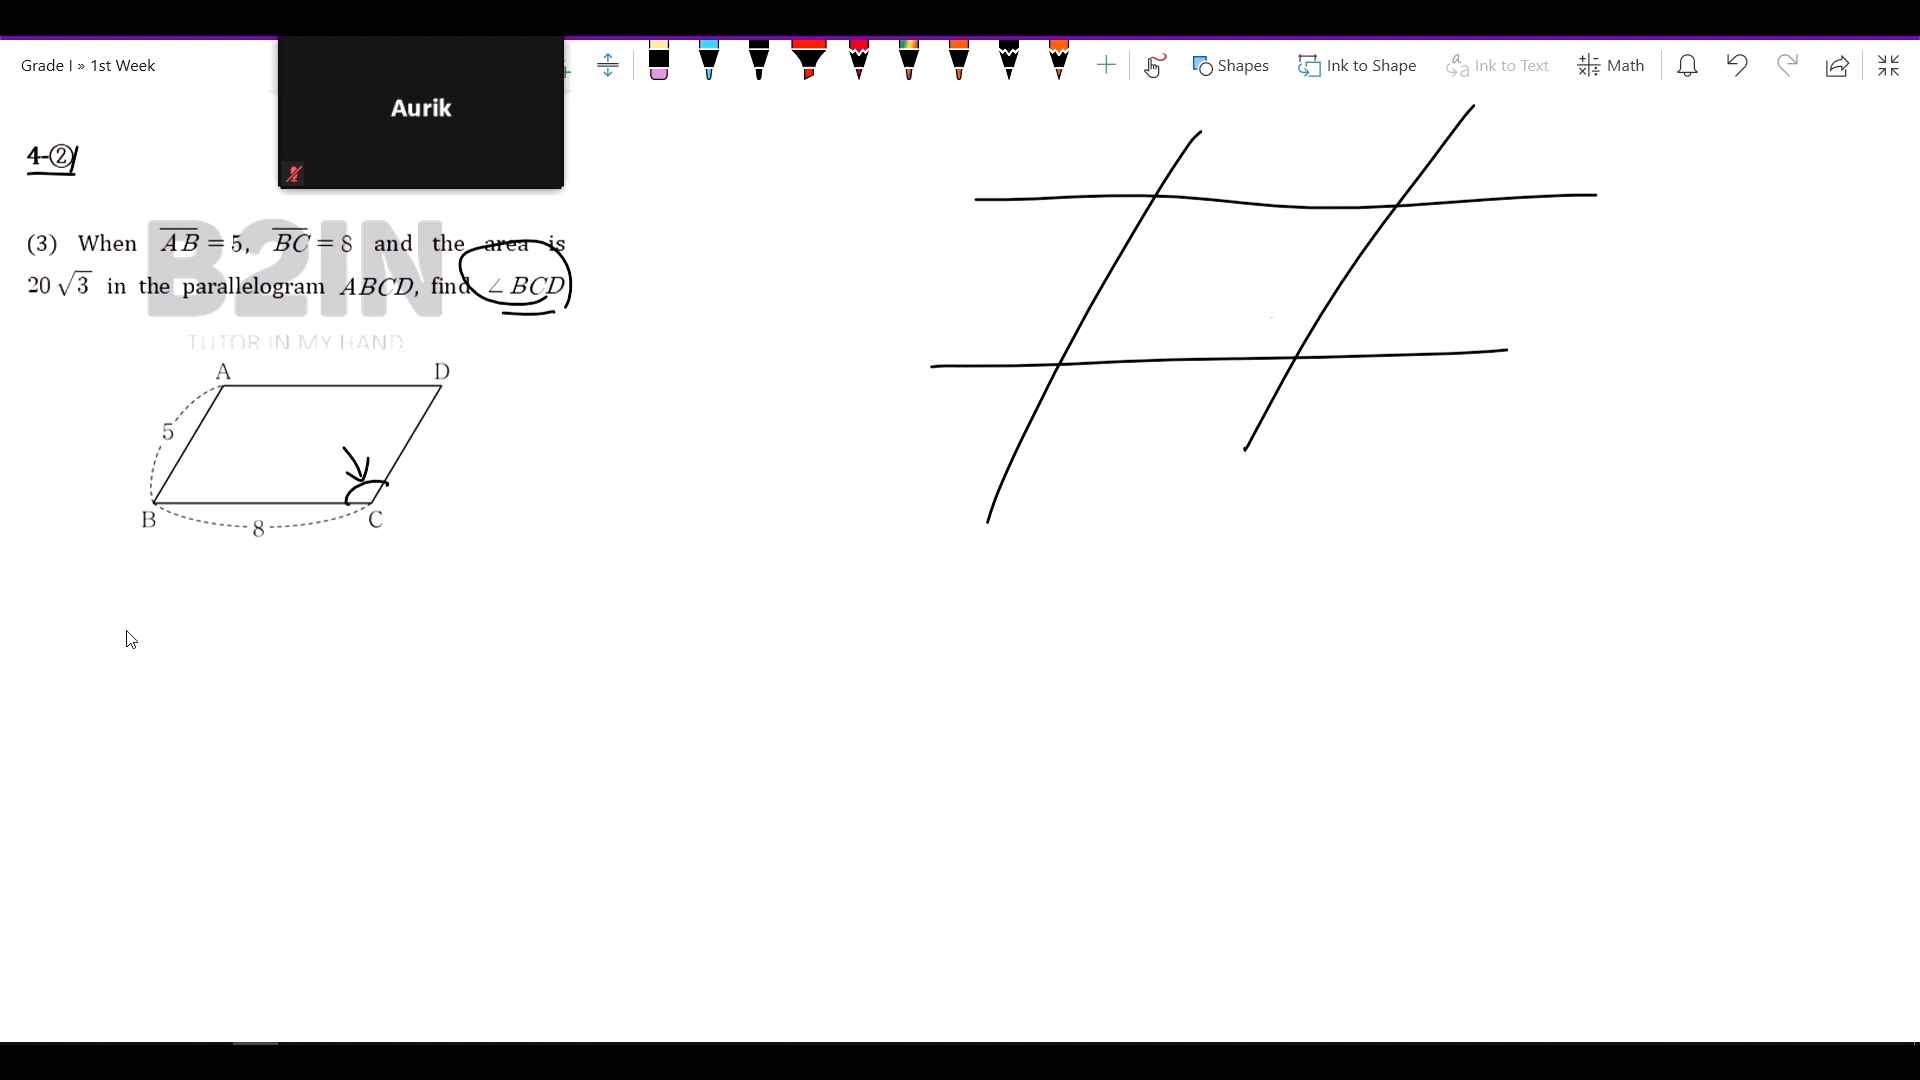 Grade I » 1st Week
Shapes
Ink to Shape
Ink to Text
Math
Aurik
4-②
(3) When AB = 5, BC = 8 and the area is
20√3 in the parallelogram ABCD, find ∠BCD
B2IN
TUTOR IN MY HAND
A D
5
B 8 C